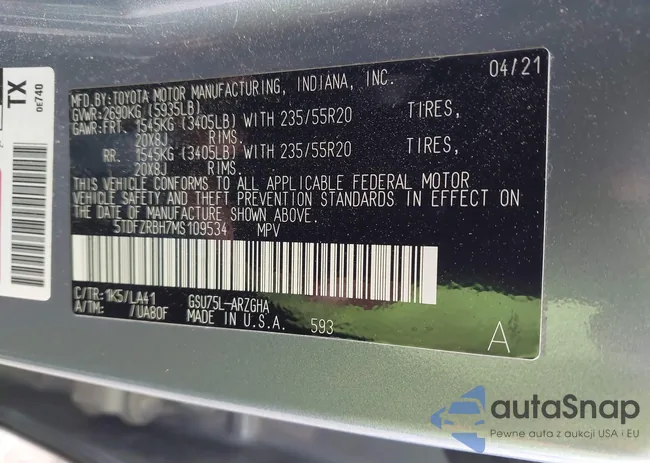 TX
0E740
MFD.BY:TOYOTA MOTOR MANUFACTURING, INDIANA, INC. 04/21
GVWR:2690KG (5935LB)
GAWR:FRT. 1545KG (3405LB) WITH 235/55R20 TIRES,
20X8J RIMS.
RR. 1545KG (3405LB) WITH 235/55R20 TIRES,
20X8J RIMS.
THIS VEHICLE CONFORMS TO ALL APPLICABLE FEDERAL MOTOR
VEHICLE SAFETY AND THEFT PREVENTION STANDARDS IN EFFECT ON
THE DATE OF MANUFACTURE SHOWN ABOVE.
5TDFZRBH7MS109534 MPV
C/TR: 1K5/LA41 GSU75L-ARZGHA
A/TM: /UA80F MADE IN U.S.A. 593 A
autaSnap
Pewne auta z aukcji USA i EU